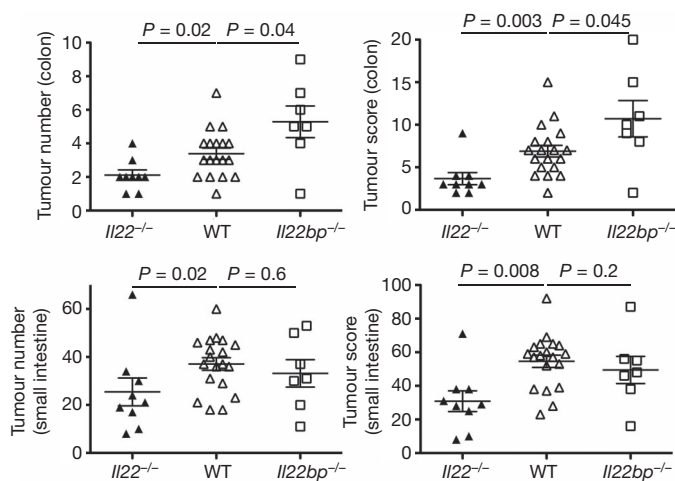 P = 0.02 P = 0.04
Tumour number (colon)
10
8
6
4
2
0
Il22⁻/⁻ WT Il22bp⁻/⁻
P = 0.003 P = 0.045
Tumour score (colon)
20
15
10
5
0
Il22⁻/⁻ WT Il22bp⁻/⁻
P = 0.02 P = 0.6
Tumour number
(small intestine)
60
40
20
0
Il22⁻/⁻ WT Il22bp⁻/⁻
P = 0.008 P = 0.2
Tumour score
(small intestine)
100
80
60
40
20
0
Il22⁻/⁻ WT Il22bp⁻/⁻